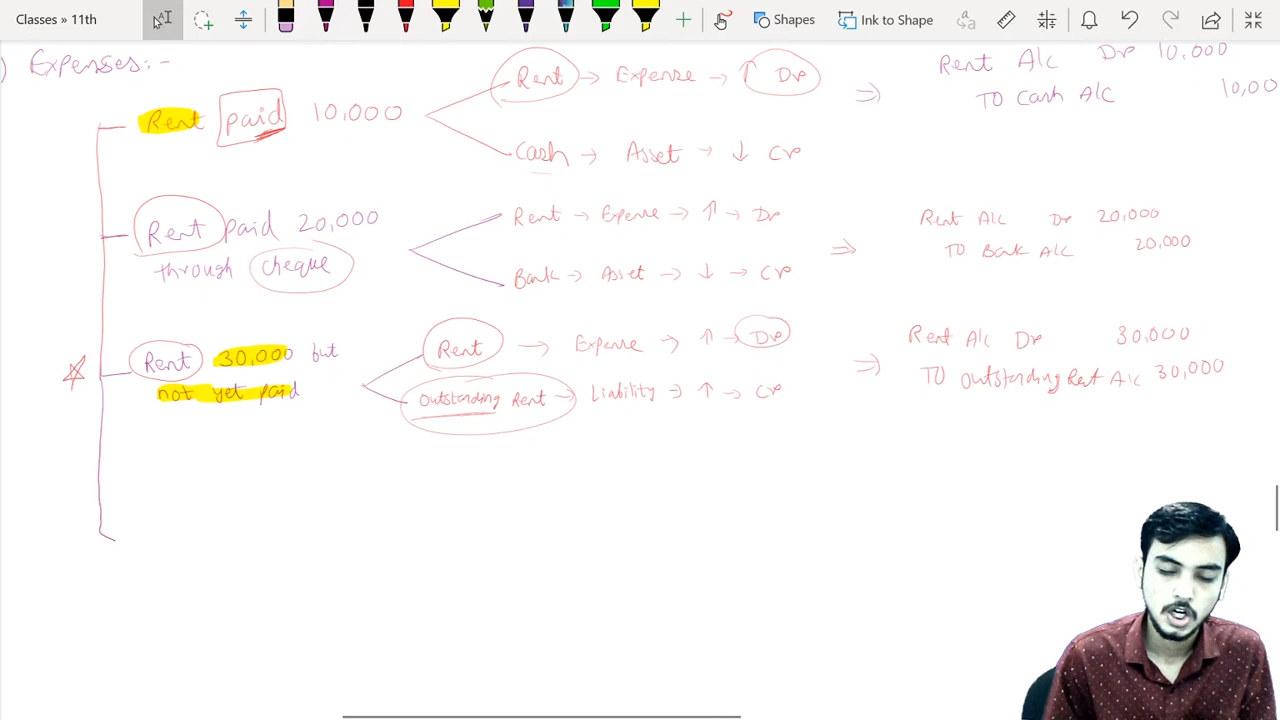 Classes » 11th
Shapes
Ink to Shape
) Expenses:-
Rent paid 10,000
Rent → Expense → ↑ Dr
Cash → Asset → ↓ Cr
⇒ Rent A/c Dr 10,000
TO Cash A/c 10,00
Rent paid 20,000
through cheque
Rent → Expense → ↑ → Dr
Bank → Asset → ↓ → Cr
⇒ Rent A/c Dr 20,000
TO Bank A/c 20,000
Rent 30,000 but
not yet paid
Rent → Expense → ↑ → Dr
Outstanding Rent → Liability → ↑ → Cr
⇒ Rent A/c Dr 30,000
TO Outstanding Rent A/c 30,000